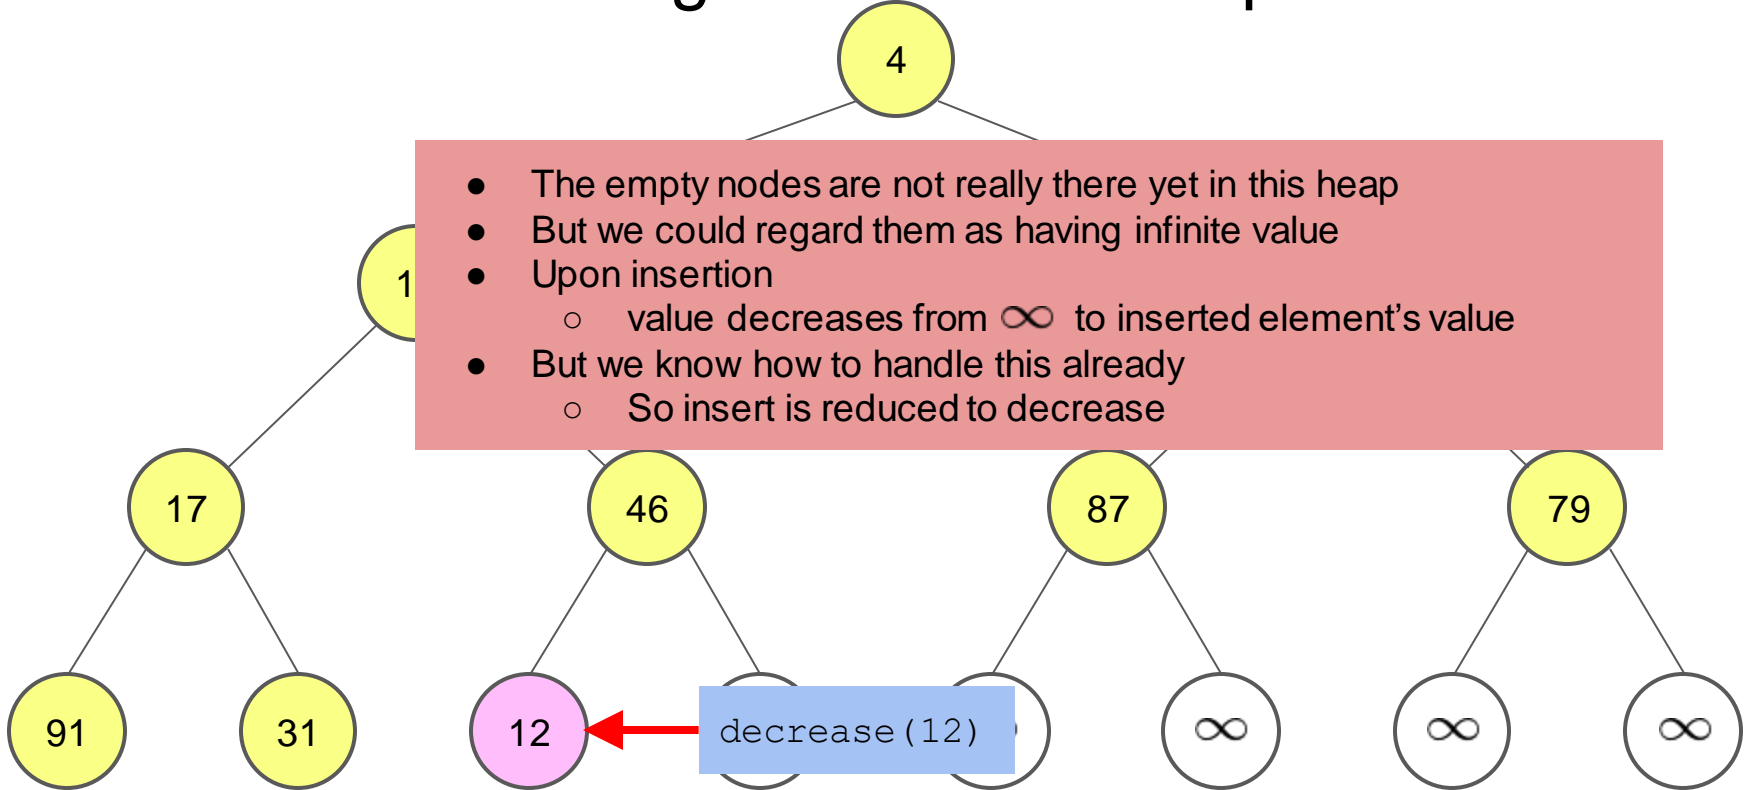 4
● The empty nodes are not really there yet in this heap
● But we could regard them as having infinite value
● Upon insertion
○ value decreases from ∞ to inserted element's value
● But we know how to handle this already
○ So insert is reduced to decrease
17 46 87 79
91 31 12 decrease(12) ∞ ∞ ∞